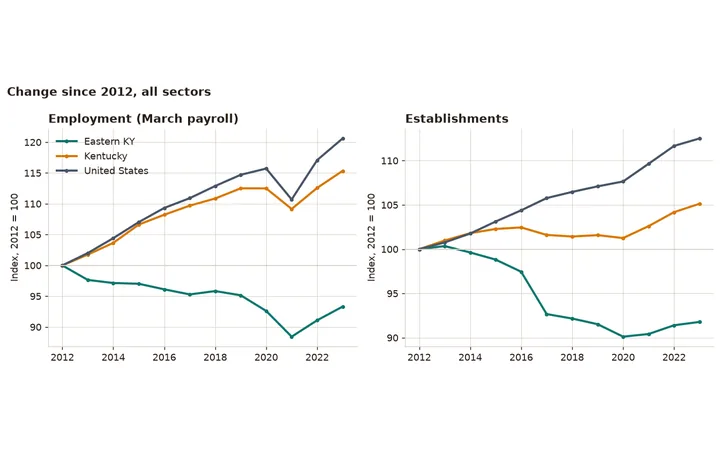 Change since 2012, all sectors
Employment (March payroll)
Index, 2012 = 100
120
115
110
105
100
95
90
Eastern KY
Kentucky
United States
2012 2014 2016 2018 2020 2022
Establishments
Index, 2012 = 100
110
105
100
95
90
2012 2014 2016 2018 2020 2022